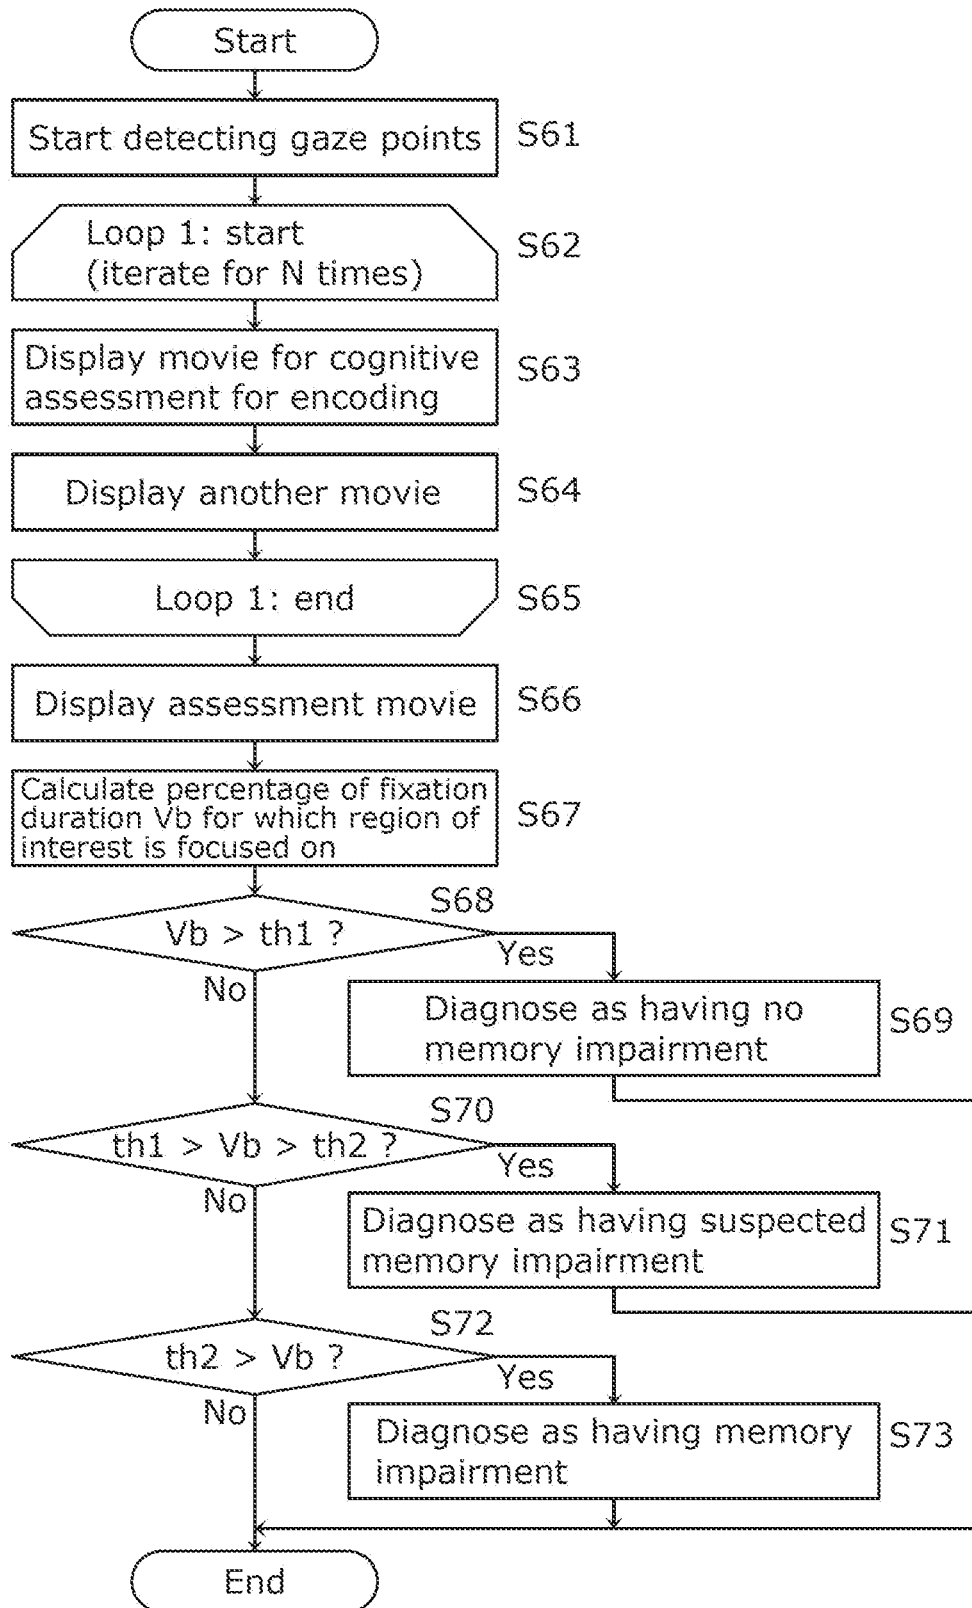 Start
Start detecting gaze points
S61
Loop 1: start
(iterate for N times)
S62
Display movie for cognitive
assessment for encoding
S63
Display another movie
S64
Loop 1: end
S65
Display assessment movie
S66
Calculate percentage of fixation
duration Vb for which region of
interest is focused on
S67
S68
Vb > th1 ?
Yes
No
Diagnose as having no
memory impairment
S69
S70
th1 > Vb > th2 ?
Yes
No
Diagnose as having suspected
memory impairment
S71
S72
th2 > Vb ?
Yes
No
Diagnose as having memory
impairment
S73
End